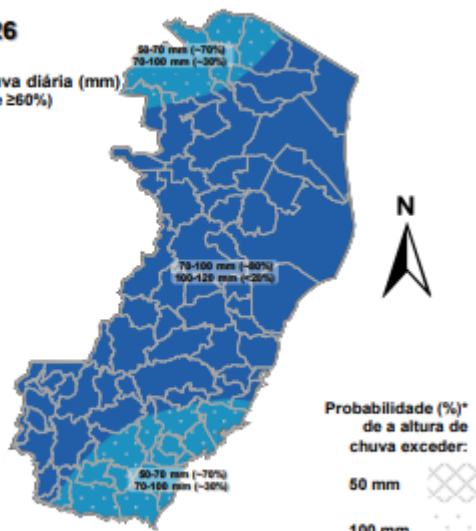 26
uva diária (mm)
e ≥60%)
50-70 mm (~70%)
70-100 mm (~30%)
70-100 mm (~80%)
100-120 mm (<20%)
N
50-70 mm (~70%)
70-100 mm (~30%)
Probabilidade (%)*
de a altura de
chuva exceder:
50 mm
100 mm